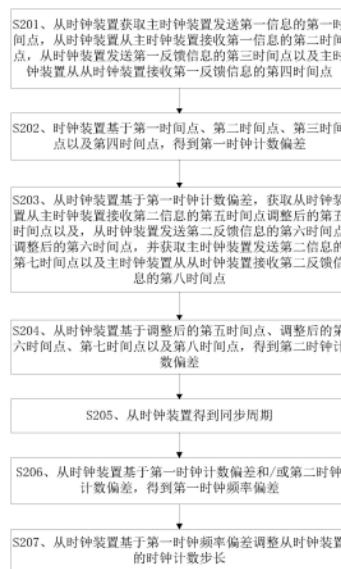 S201、从时钟装置获取主时钟装置发送第一信息的第一时
间点，从时钟装置从主时钟装置接收第一信息的第二时间
点，从时钟装置发送第一反馈信息的第三时间点以及主时
钟装置从从时钟装置接收第一反馈信息的第四时间点
S202、时钟装置基于第一时间点、第二时间点、第三时间
点以及第四时间点，得到第一时钟计数偏差
S203、从时钟装置基于第一时钟计数偏差，获取从时钟装
置从主时钟装置接收第二信息的第五时间点调整后的第五
时间点以及，从时钟装置发送第二反馈信息的第六时间点
调整后的第六时间点，并获取主时钟装置发送第二信息的
第七时间点以及主时钟装置从从时钟装置接收第二反馈信
息的第八时间点
S204、从时钟装置基于调整后的第五时间点、调整后的第
六时间点、第七时间点以及第八时间点，得到第二时钟计
数偏差
S205、从时钟装置得到同步周期
S206、从时钟装置基于第一时钟计数偏差和/或第二时钟
计数偏差，得到第一时钟频率偏差
S207、从时钟装置基于第一时钟频率偏差调整从时钟装置
的时钟计数步长